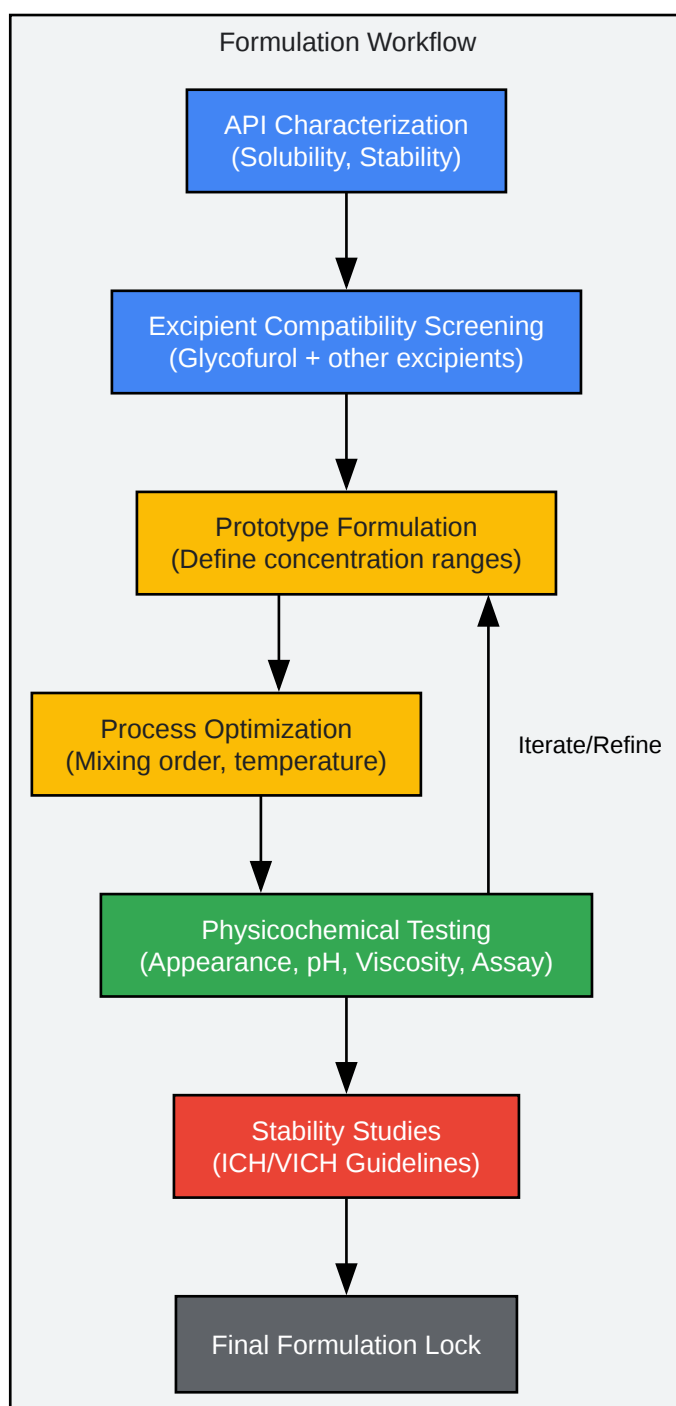 Formulation Workflow
API Characterization
(Solubility, Stability)
Excipient Compatibility Screening
(Glycofurol + other excipients)
Prototype Formulation
(Define concentration ranges)
Process Optimization
(Mixing order, temperature)
Iterate/Refine
Physicochemical Testing
(Appearance, pH, Viscosity, Assay)
Stability Studies
(ICH/VICH Guidelines)
Final Formulation Lock